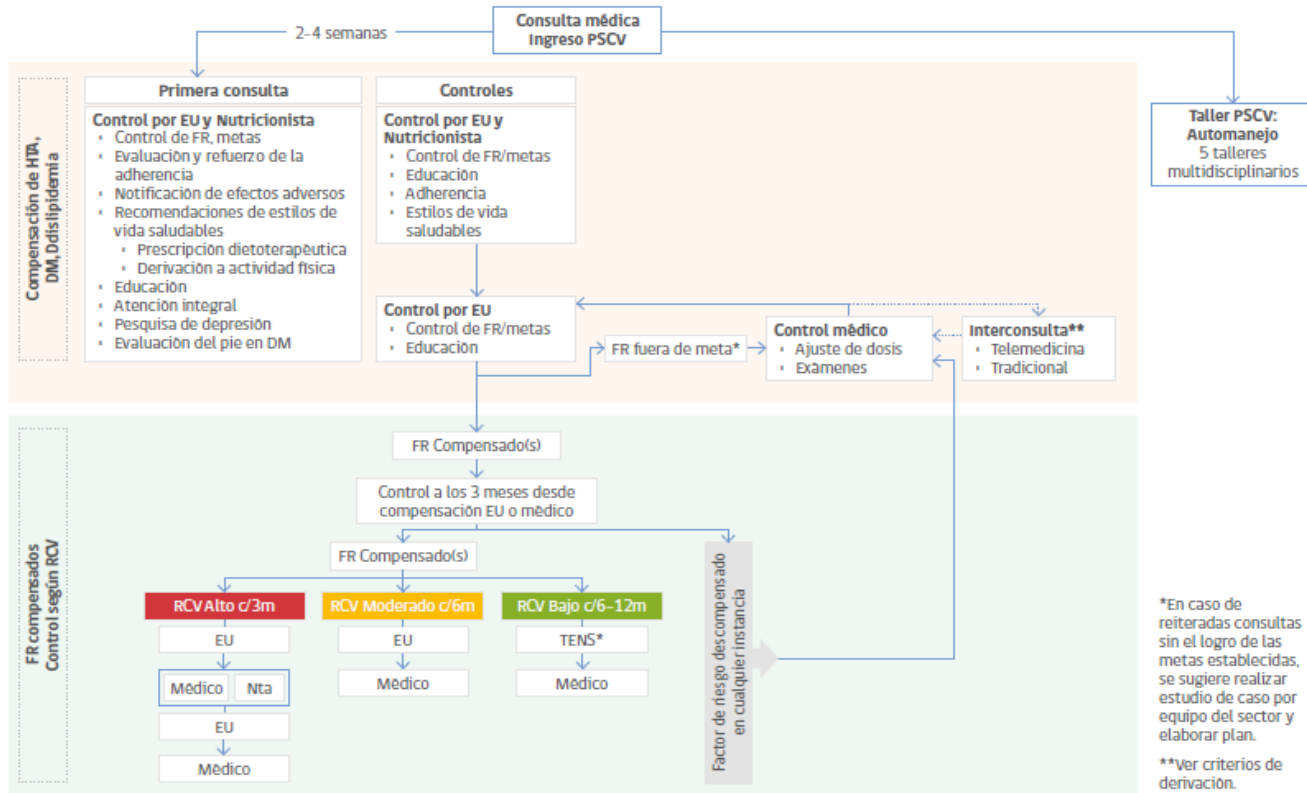 Consulta médica
Ingreso PSCV
2-4 semanas
Compensación de HTA,
DM, Ddislipidemia
Primera consulta
Control por EU y Nutricionista
▪ Control de FR, metas
▪ Evaluación y refuerzo de la
adherencia
▪ Notificación de efectos adversos
▪ Recomendaciones de estilos de
vida saludables
▪ Prescripción dietoterapéutica
▪ Derivación a actividad física
▪ Educación
▪ Atención integral
▪ Pesquisa de depresión
▪ Evaluación del pie en DM
Controles
Control por EU y
Nutricionista
▪ Control de FR/metas
▪ Educación
▪ Adherencia
▪ Estilos de vida
saludables
Taller PSCV:
Automanejo
5 talleres
multidisciplinarios
Control por EU
▪ Control de FR/metas
▪ Educación
FR fuera de meta*
Control médico
▪ Ajuste de dosis
▪ Exámenes
Interconsulta**
▪ Telemedicina
▪ Tradicional
FR compensados
Control según RCV
FR Compensado(s)
Control a los 3 meses desde
compensación EU o médico
FR Compensado(s)
RCV Alto c/3m
EU
Médico
Nta
EU
Médico
RCV Moderado c/6m
EU
Médico
RCV Bajo c/6-12m
TENS*
Médico
Factor de riesgo descompensado
en cualquier instancia
*En caso de
reiteradas consultas
sin el logro de las
metas establecidas,
se sugiere realizar
estudio de caso por
equipo del sector y
elaborar plan.
**Ver criterios de
derivación.